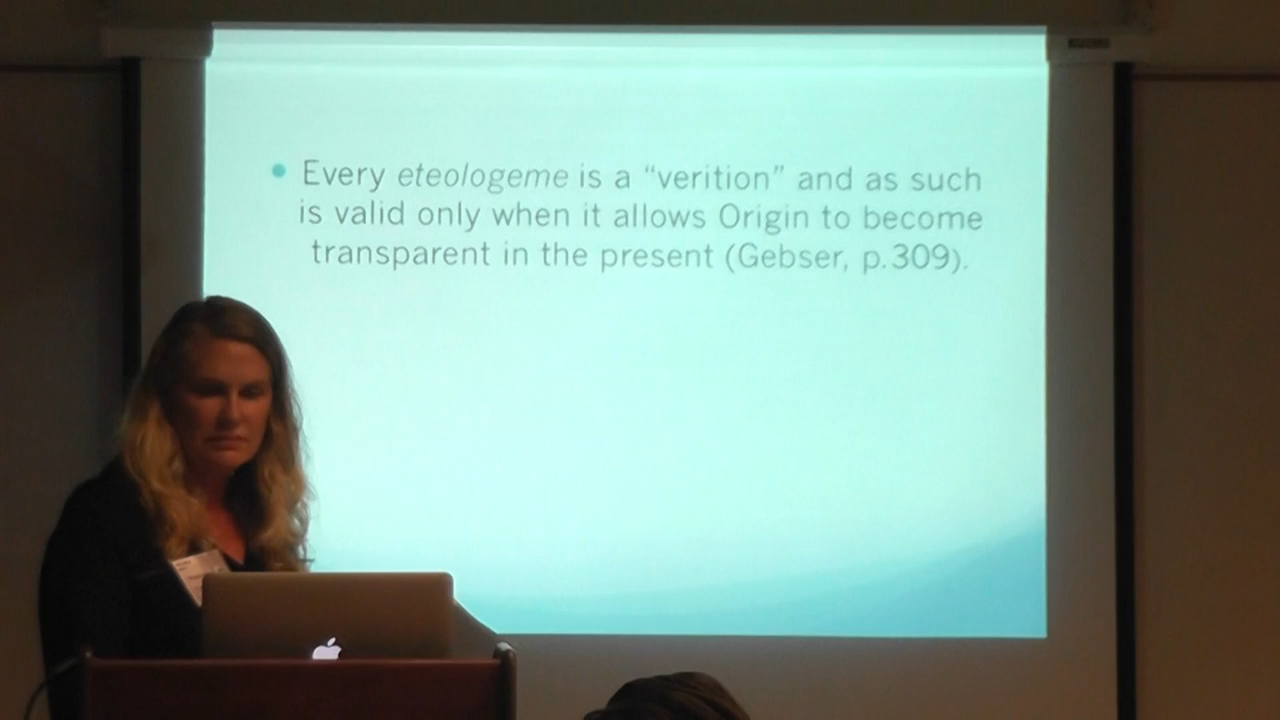 • Every eteologeme is a “verition” and as such
is valid only when it allows Origin to become
transparent in the present (Gebser, p.309).